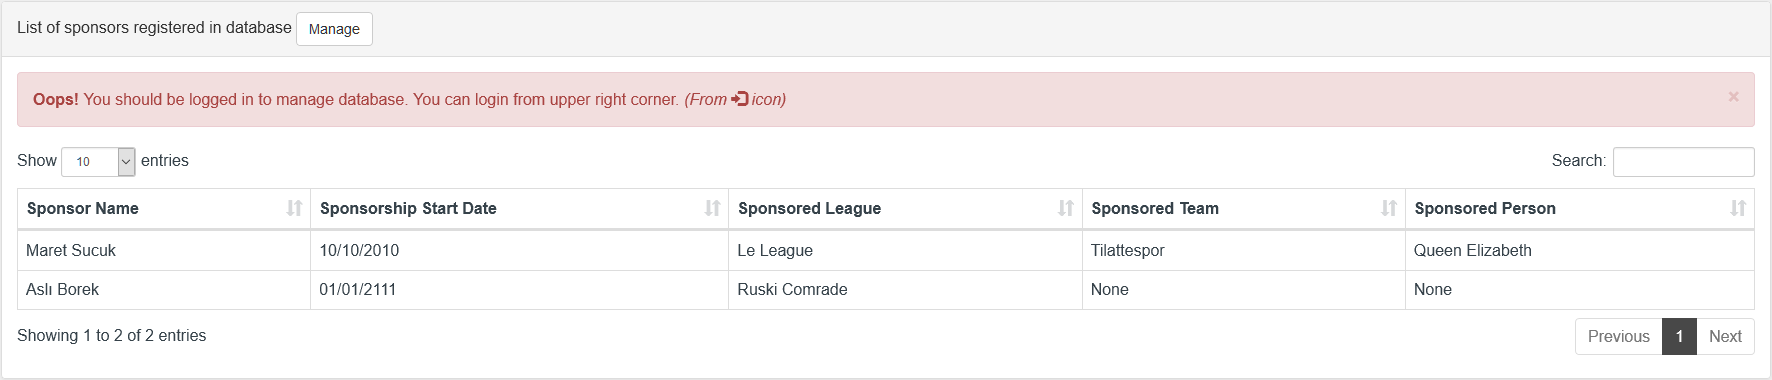 List of sponsors registered in database Manage
Oops! You should be logged in to manage database. You can login from upper right corner. (From icon) ×
Show 10 entries Search:
Sponsor Name Sponsorship Start Date Sponsored League Sponsored Team Sponsored Person
Maret Sucuk 10/10/2010 Le League Tilattespor Queen Elizabeth
Aslı Borek 01/01/2111 Ruski Comrade None None
Showing 1 to 2 of 2 entries Previous 1 Next